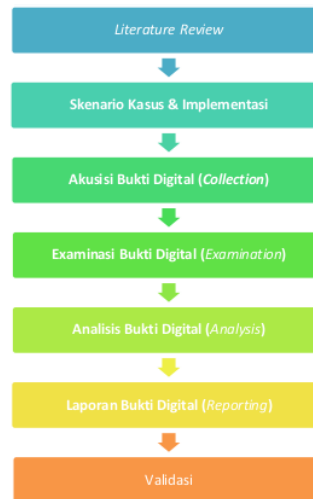 Literature Review
Skenario Kasus & Implementasi
Akusisi Bukti Digital (Collection)
Examinasi Bukti Digital (Examination)
Analisis Bukti Digital (Analysis)
Laporan Bukti Digital (Reporting)
Validasi